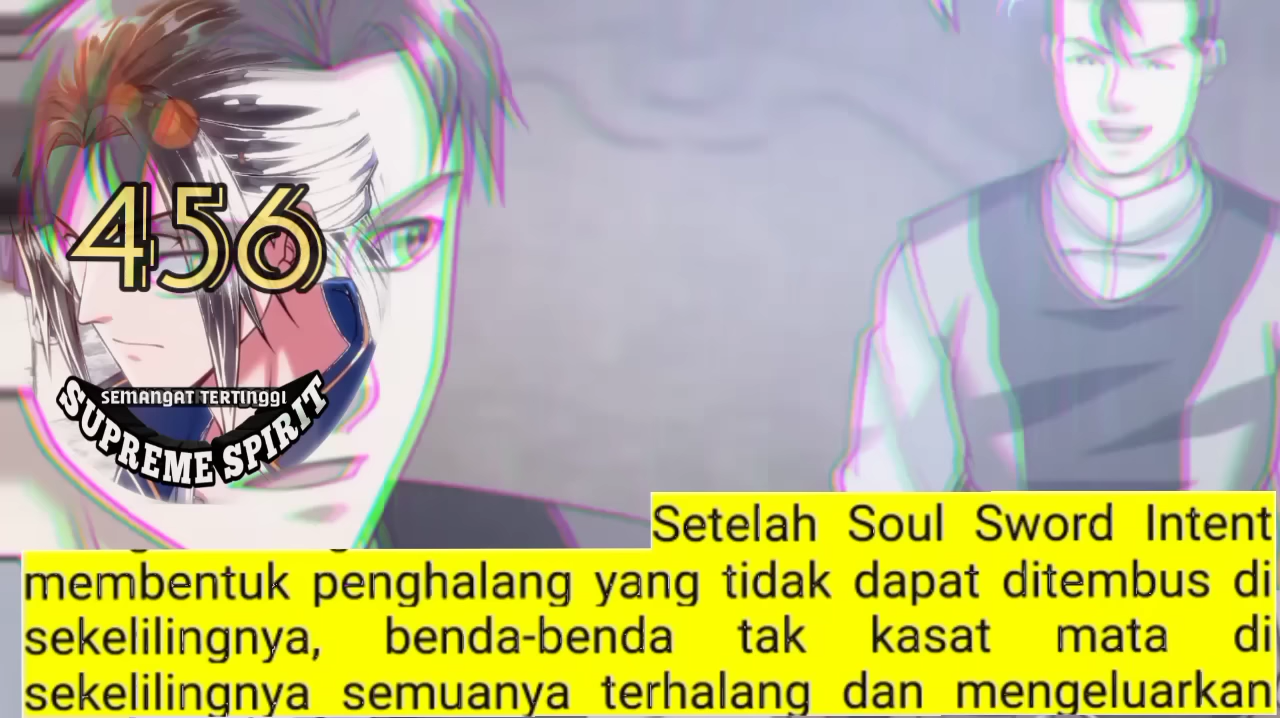 456
SEMANGAT TERTINGGI
SUPREME SPIRIT
Setelah Soul Sword Intent
membentuk penghalang yang tidak dapat ditembus di
sekelilingnya, benda-benda tak kasat mata di
sekelilingnya semuanya terhalang dan mengeluarkan